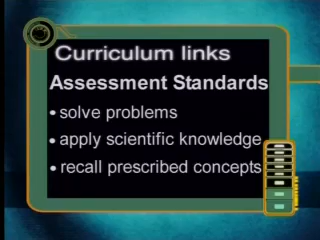 Curriculum links
Assessment Standards
• solve problems
• apply scientific knowledge
• recall prescribed concepts